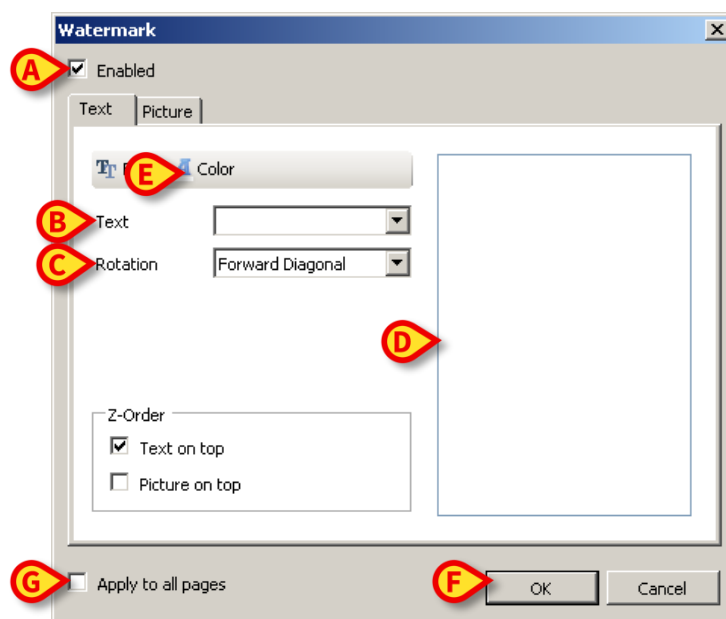 Watermark
A
Enabled
Text Picture
E Color
B Text
C Rotation Forward Diagonal
D
Z-Order
Text on top
Picture on top
G Apply to all pages F OK Cancel